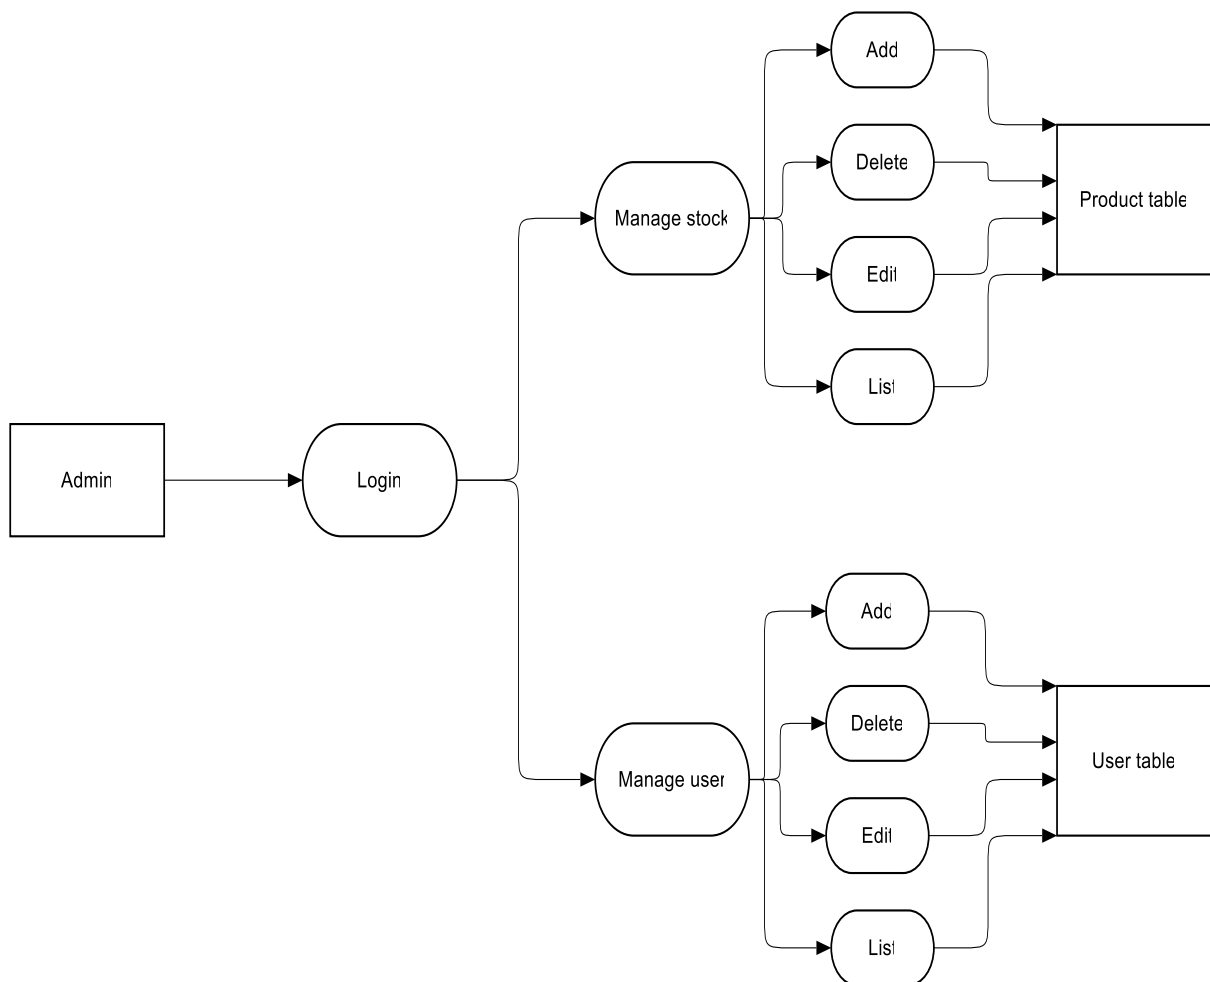 Add
Delete
Product table
Manage stock
Edit
List
Admin
Login
Add
Delete
User table
Manage user
Edit
List